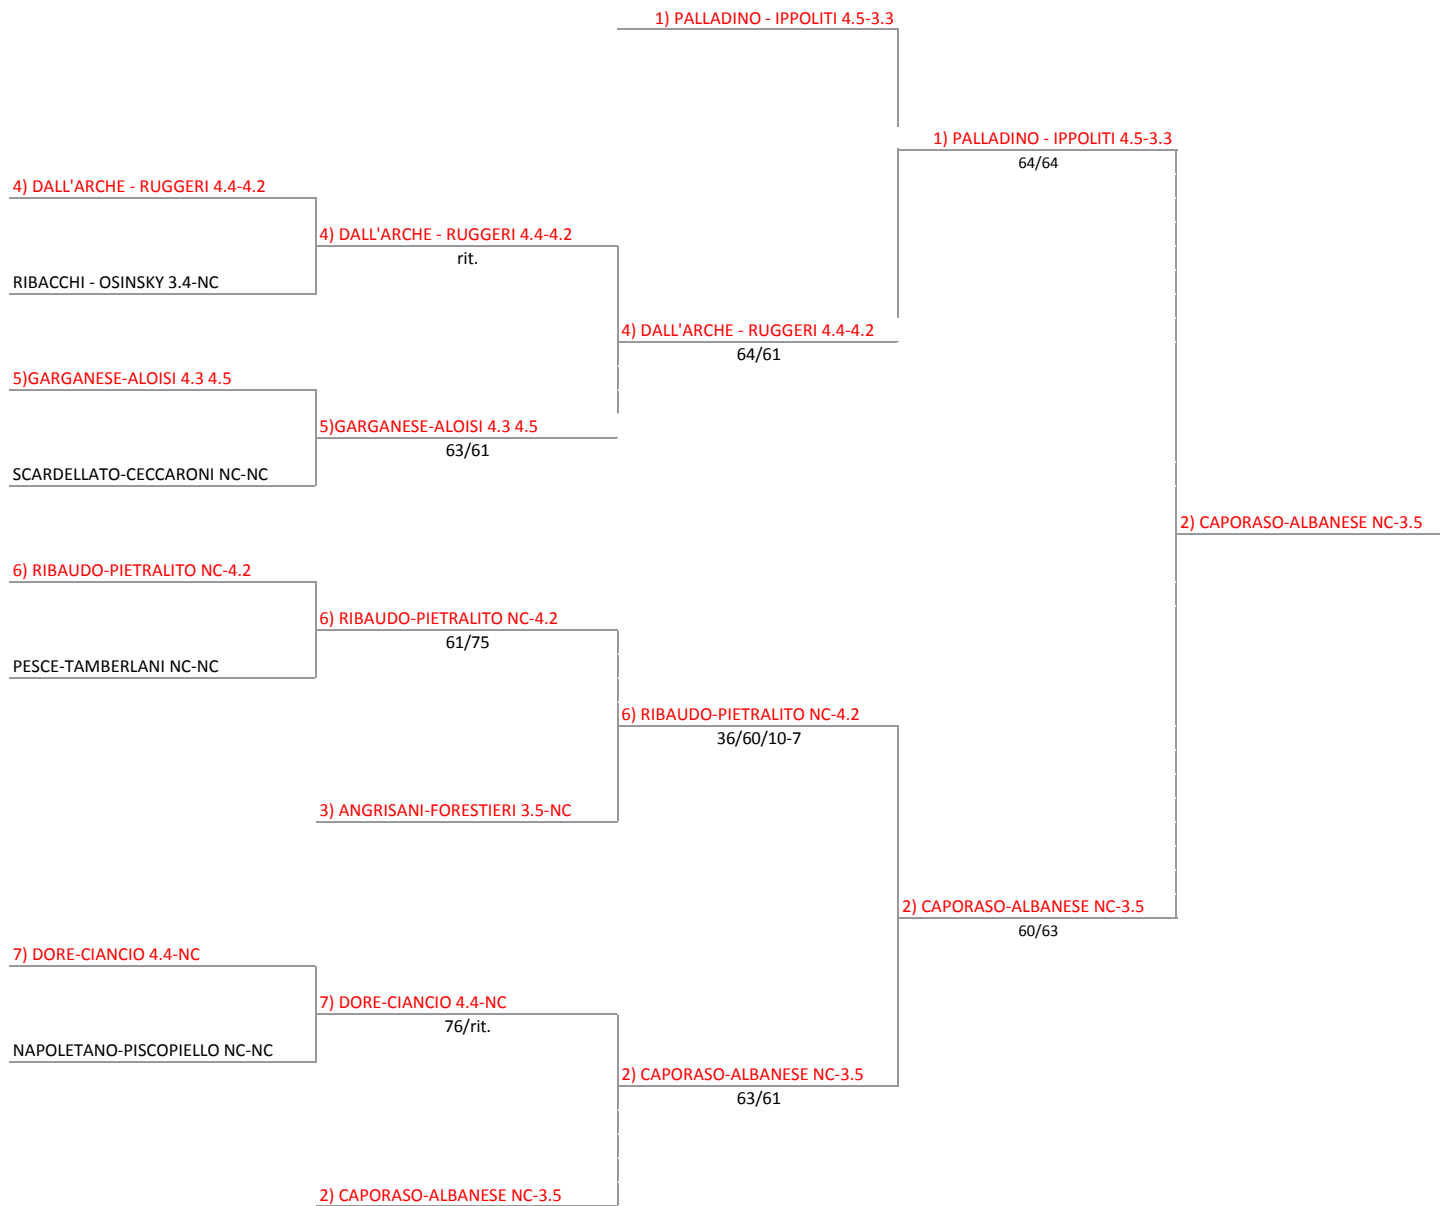 1) PALLADINO - IPPOLITI 4.5-3.3
1) PALLADINO - IPPOLITI 4.5-3.3
64/64
4) DALL'ARCHE - RUGGERI 4.4-4.2
4) DALL'ARCHE - RUGGERI 4.4-4.2
rit.
RIBACCHI - OSINSKY 3.4-NC
4) DALL'ARCHE - RUGGERI 4.4-4.2
64/61
5)GARGANESE-ALOISI 4.3 4.5
5)GARGANESE-ALOISI 4.3 4.5
63/61
SCARDELLATO-CECCARONI NC-NC
2) CAPORASO-ALBANESE NC-3.5
6) RIBAUDO-PIETRALITO NC-4.2
6) RIBAUDO-PIETRALITO NC-4.2
61/75
PESCE-TAMBERLANI NC-NC
6) RIBAUDO-PIETRALITO NC-4.2
36/60/10-7
3) ANGRISANI-FORESTIERI 3.5-NC
2) CAPORASO-ALBANESE NC-3.5
60/63
7) DORE-CIANCIO 4.4-NC
7) DORE-CIANCIO 4.4-NC
76/rit.
NAPOLETANO-PISCOPIELLO NC-NC
2) CAPORASO-ALBANESE NC-3.5
63/61
2) CAPORASO-ALBANESE NC-3.5